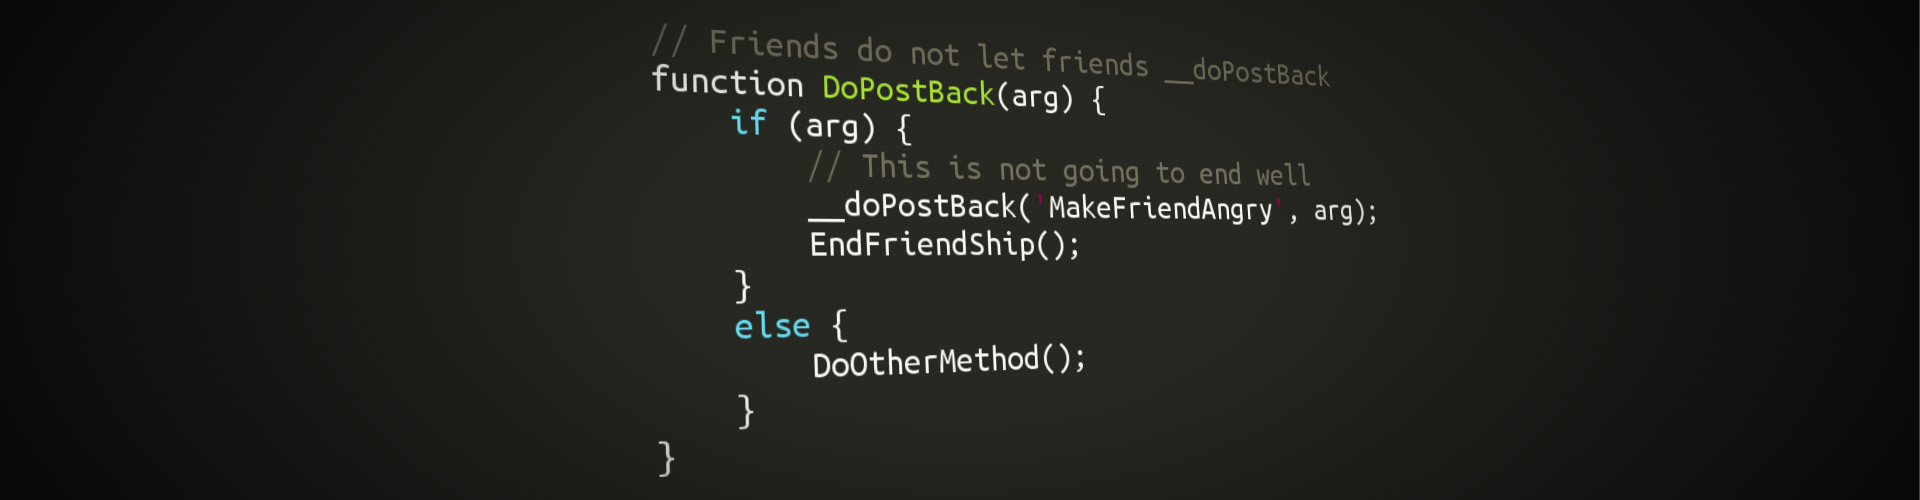 // Friends do not let friends __doPostBack
function DoPostBack(arg) {
if (arg) {
// This is not going to end well
__doPostBack('MakeFriendAngry', arg);
EndFriendShip();
}
else {
DoOtherMethod();
}
}